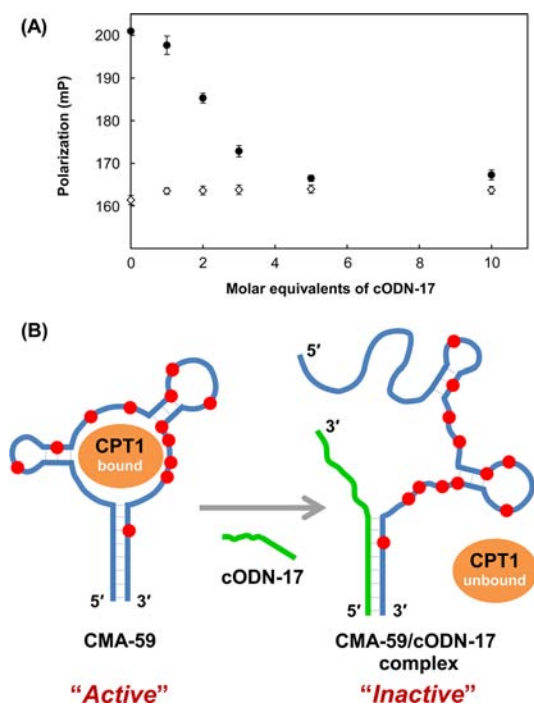 (A)
200
190
180
170
160
Polarization (mP)
0 2 4 6 8 10
Molar equivalents of cODN-17
(B)
5′
3′
CPT1
bound
cODN-17
CPT1
unbound
5′ 3′
5′ 3′
CMA-59
CMA-59/cODN-17
complex
“Active”
“Inactive”